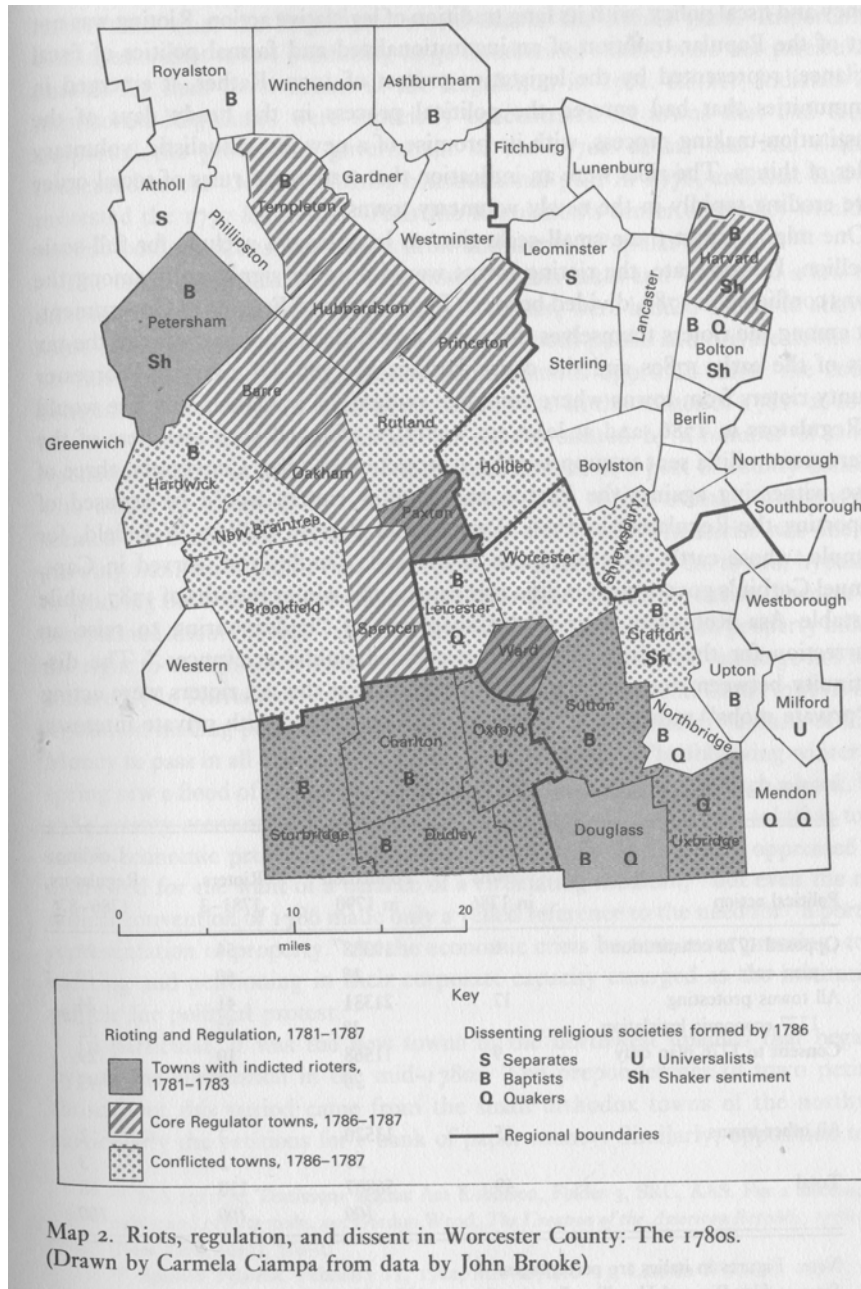 Royalston
B
Winchendon
Ashburnham
B
Fitchburg
Lunenburg
Atholl
S
Phillipston
B
Templeton
Gardner
Westminster
Leominster
S
Lancaster
B
Harvard
Sh
B
Petersham
Sh
Hubbardston
Princeton
Sterling
B Q
Bolton
Sh
Barre
Rutland
Berlin
Greenwich
B
Hardwick
Oakham
Holden
Boylston
Northborough
New Braintree
Paxton
Shrewsbury
Southborough
Worcester
B
Leicester
Q
Brookfield
Spencer
Westborough
B
Grafton
Sh
Western
Ward
Upton
B
Milford
U
Sutton
B
Northbridge
B
Q
Charlton
B
Oxford
U
B
Sturbridge
B
Dudley
Douglass
B Q
Q
Uxbridge
Mendon
Q Q
0 10 20
miles
Key
Rioting and Regulation, 1781–1787
Towns with indicted rioters,
1781–1783
Core Regulator towns, 1786–1787
Conflicted towns, 1786–1787
Dissenting religious societies formed by 1786
S Separates
B Baptists
Q Quakers
U Universalists
Sh Shaker sentiment
Regional boundaries
Map 2. Riots, regulation, and dissent in Worcester County: The 1780s.
(Drawn by Carmela Ciampa from data by John Brooke)